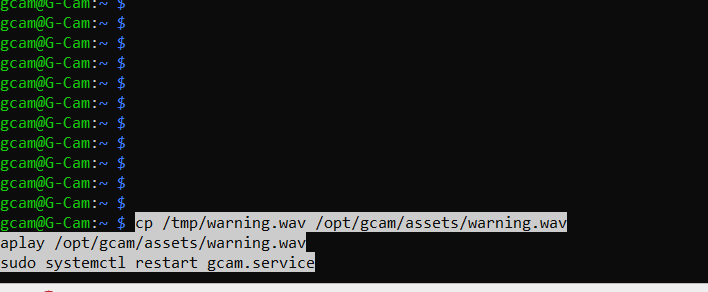 gcam@G-Cam:~ $
gcam@G-Cam:~ $
gcam@G-Cam:~ $
gcam@G-Cam:~ $
gcam@G-Cam:~ $
gcam@G-Cam:~ $
gcam@G-Cam:~ $
gcam@G-Cam:~ $
gcam@G-Cam:~ $
gcam@G-Cam:~ $
gcam@G-Cam:~ $
gcam@G-Cam:~ $ cp /tmp/warning.wav /opt/gcam/assets/warning.wav
aplay /opt/gcam/assets/warning.wav
sudo systemctl restart gcam.service